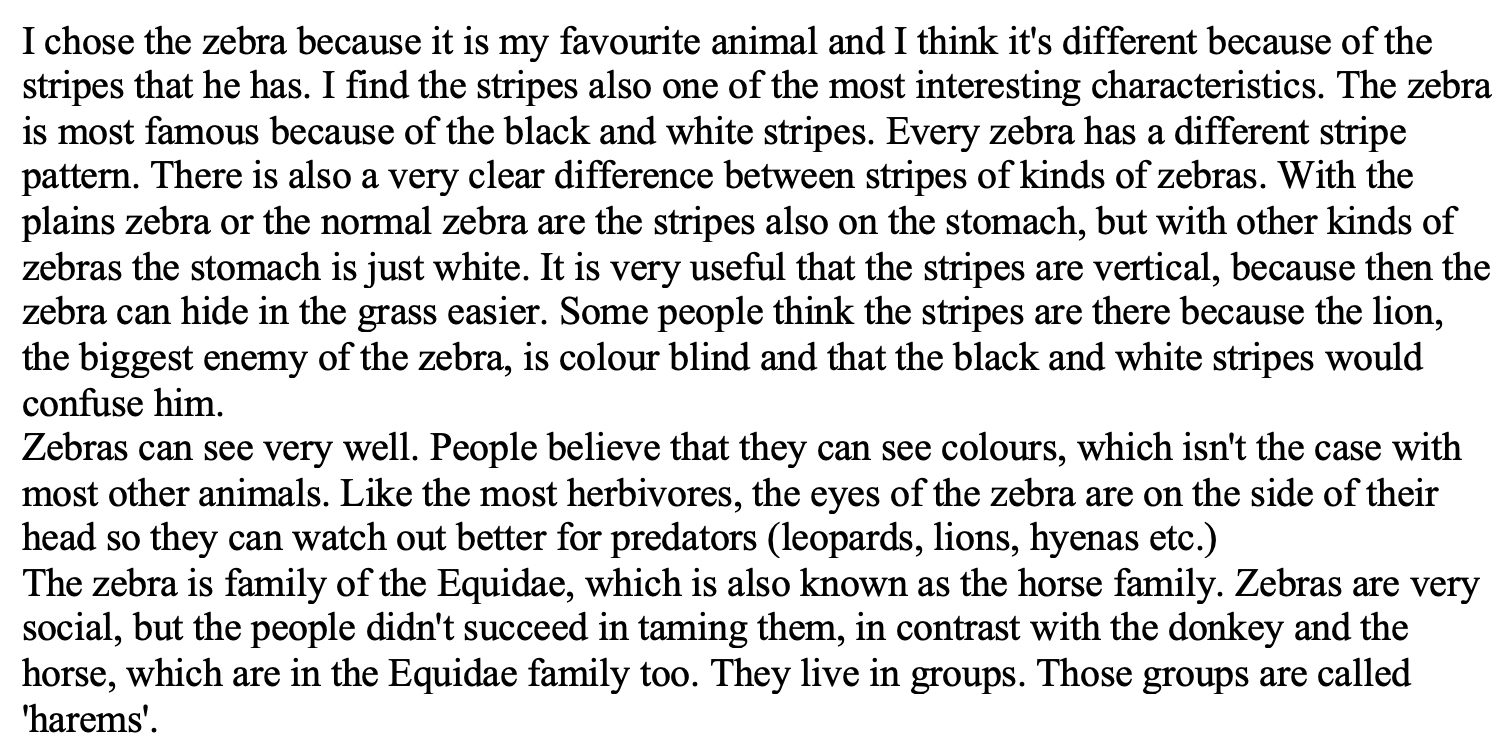 I chose the zebra because it is my favourite animal and I think it's different because of the
stripes that he has. I find the stripes also one of the most interesting characteristics. The zebra
is most famous because of the black and white stripes. Every zebra has a different stripe
pattern. There is also a very clear difference between stripes of kinds of zebras. With the
plains zebra or the normal zebra are the stripes also on the stomach, but with other kinds of
zebras the stomach is just white. It is very useful that the stripes are vertical, because then the
zebra can hide in the grass easier. Some people think the stripes are there because the lion,
the biggest enemy of the zebra, is colour blind and that the black and white stripes would
confuse him.
Zebras can see very well. People believe that they can see colours, which isn't the case with
most other animals. Like the most herbivores, the eyes of the zebra are on the side of their
head so they can watch out better for predators (leopards, lions, hyenas etc.)
The zebra is family of the Equidae, which is also known as the horse family. Zebras are very
social, but the people didn't succeed in taming them, in contrast with the donkey and the
horse, which are in the Equidae family too. They live in groups. Those groups are called
'harems'.